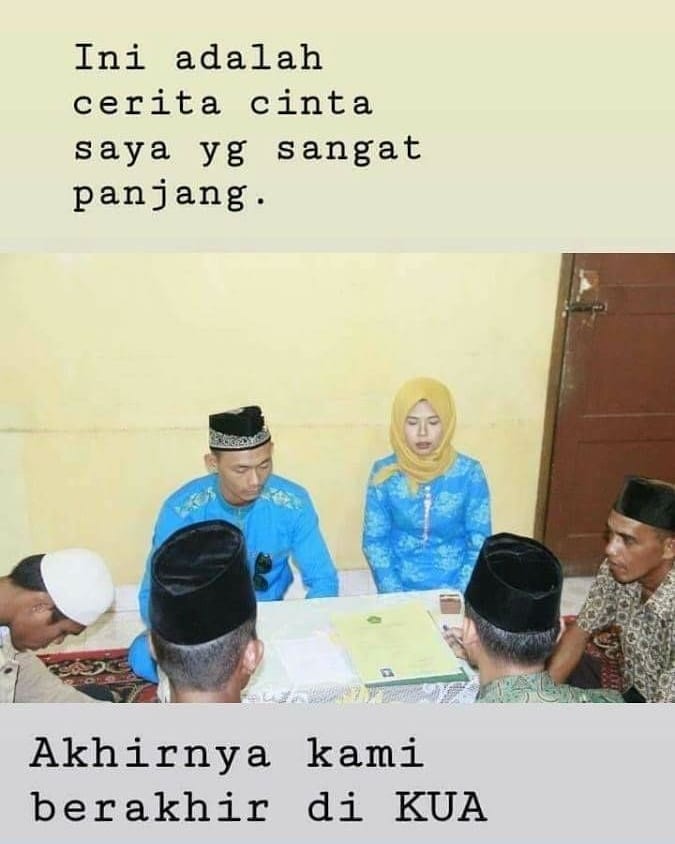 Ini adalah
cerita cinta
saya yg sangat
panjang.
Akhirnya kami
berakhir di KUA